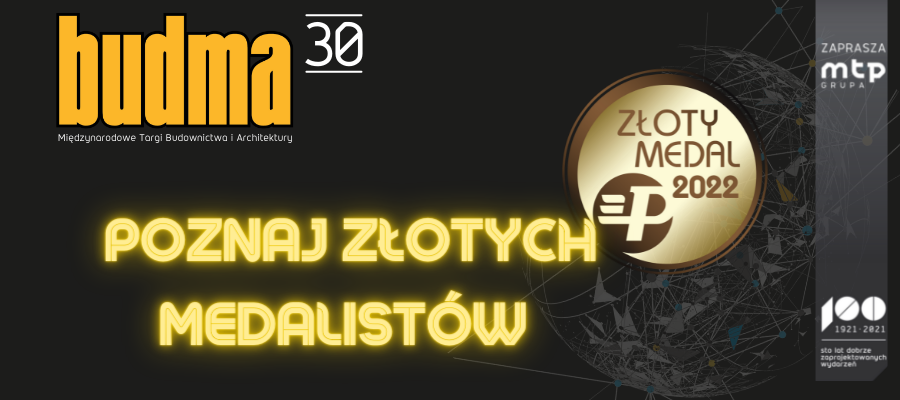 budma 30
Międzynarodowe Targi Budownictwa i Architektury
ZAPRASZA
mtp
GRUPA
ZŁOTY
MEDAL
2022
POZNAJ ZŁOTYCH
MEDALISTÓW
100
1921-2021
sto lat dobrze
zaprojektowanych
wydarzeń